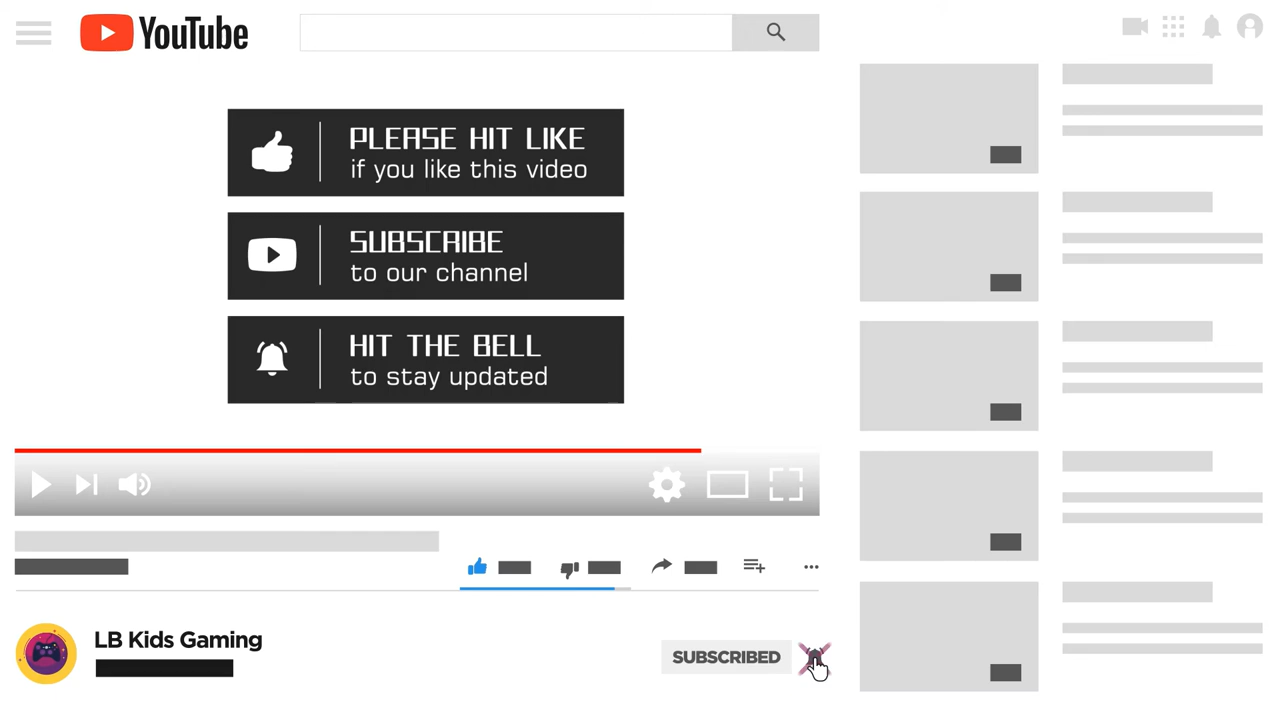 YouTube
PLEASE HIT LIKE
if you like this video
SUBSCRIBE
to our channel
HIT THE BELL
to stay updated
LB Kids Gaming
SUBSCRIBED